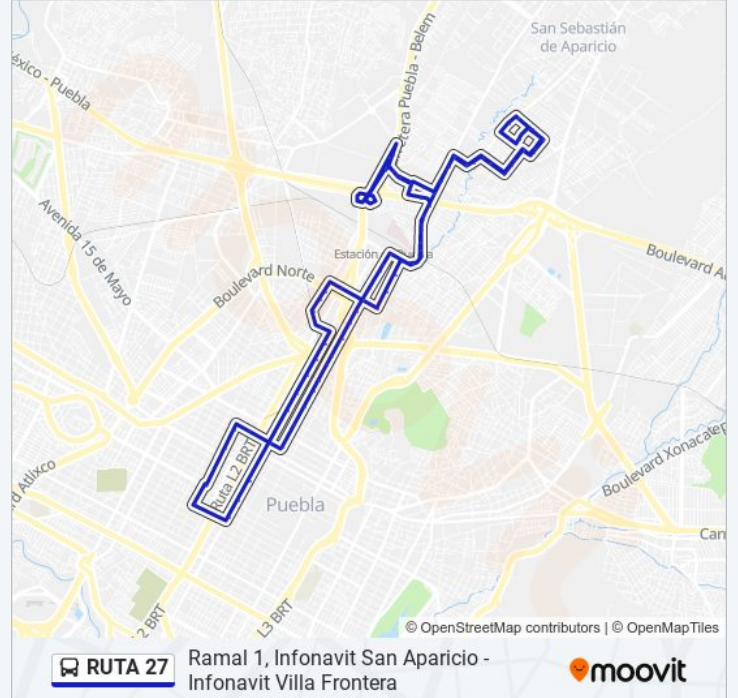 San Sebastián
de Aparicio
éxico - Puebla
etera Puebla - Belem
Avenida 15 de Mayo
Boulevard Norte
Estación
Boulevard A
Ruta L2 BRT
Puebla
d Atlixco
Boulevard Xonacatep
Can
2 BRT
L3 BRT
© OpenStreetMap contributors | © OpenMapTiles
RUTA 27
Ramal 1, Infonavit San Aparicio -
Infonavit Villa Frontera
moovit